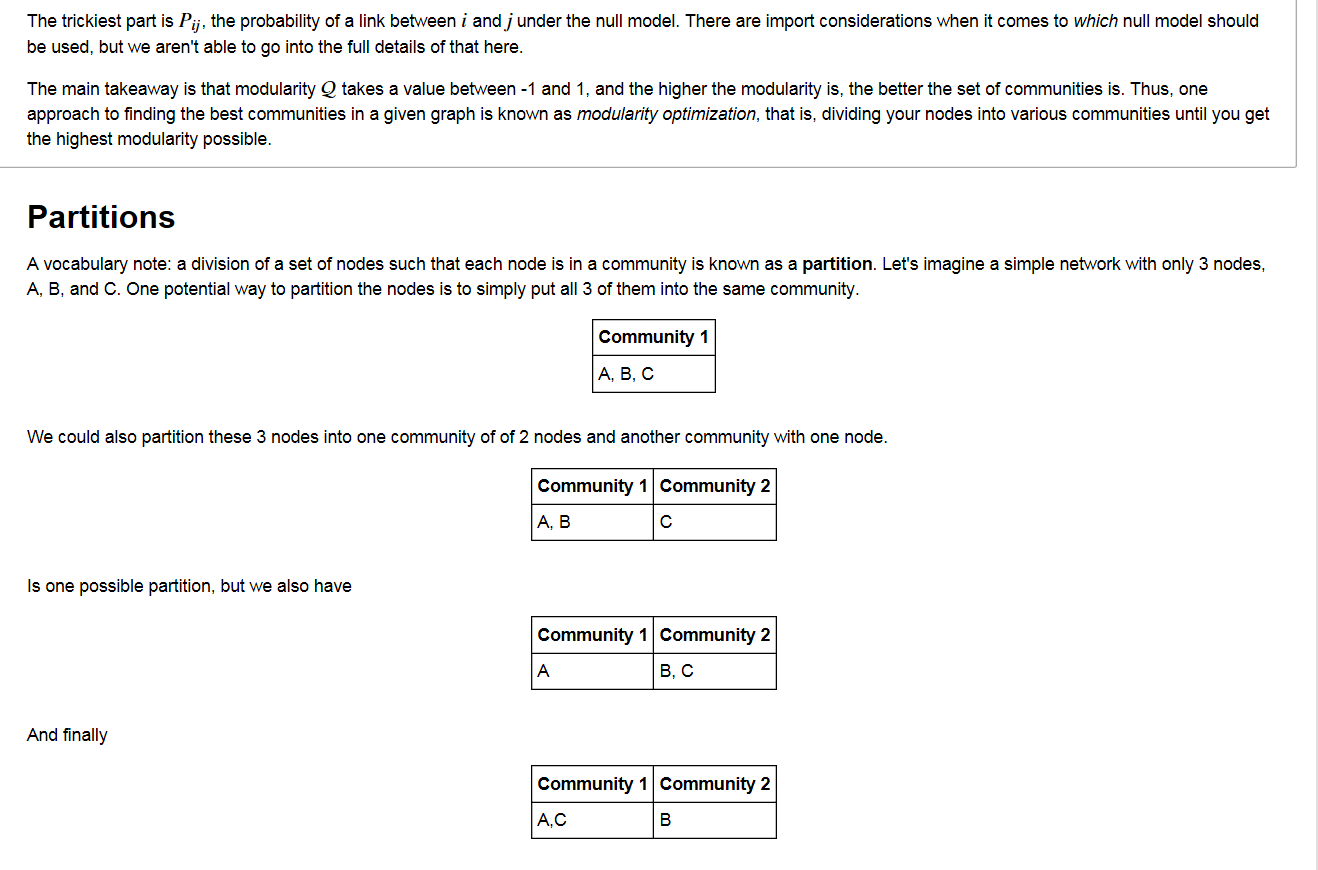 The trickiest part is Pij, the probability of a link between i and j under the null model. There are import considerations when it comes to which null model should
be used, but we aren't able to go into the full details of that here.
The main takeaway is that modularity Q takes a value between -1 and 1, and the higher the modularity is, the better the set of communities is. Thus, one
approach to finding the best communities in a given graph is known as modularity optimization, that is, dividing your nodes into various communities until you get
the highest modularity possible.
Partitions
A vocabulary note: a division of a set of nodes such that each node is in a community is known as a partition. Let's imagine a simple network with only 3 nodes,
A, B, and C. One potential way to partition the nodes is to simply put all 3 of them into the same community.
Community 1
A, B, C
We could also partition these 3 nodes into one community of of 2 nodes and another community with one node.
Community 1 Community 2
A, B C
Is one possible partition, but we also have
Community 1 Community 2
A B, C
And finally
Community 1 Community 2
A,C B